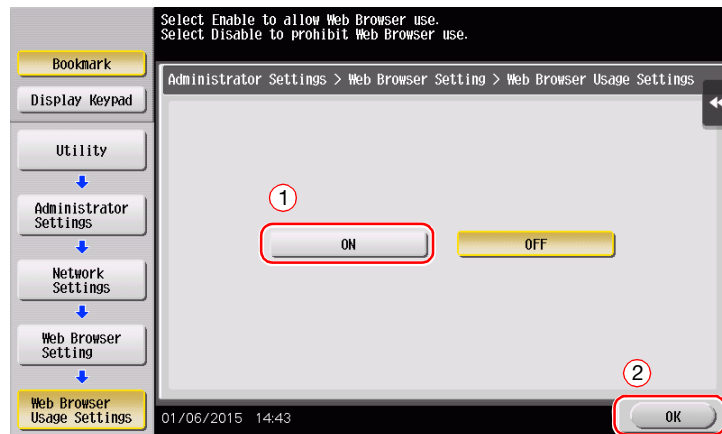 Select Enable to allow Web Browser use.
Select Disable to prohibit Web Browser use.
Bookmark
Display Keypad
Utility
Administrator
Settings
Network
Settings
Web Browser
Setting
Web Browser
Usage Settings
Administrator Settings > Web Browser Setting > Web Browser Usage Settings
1
ON
OFF
2
01/06/2015 14:43
OK